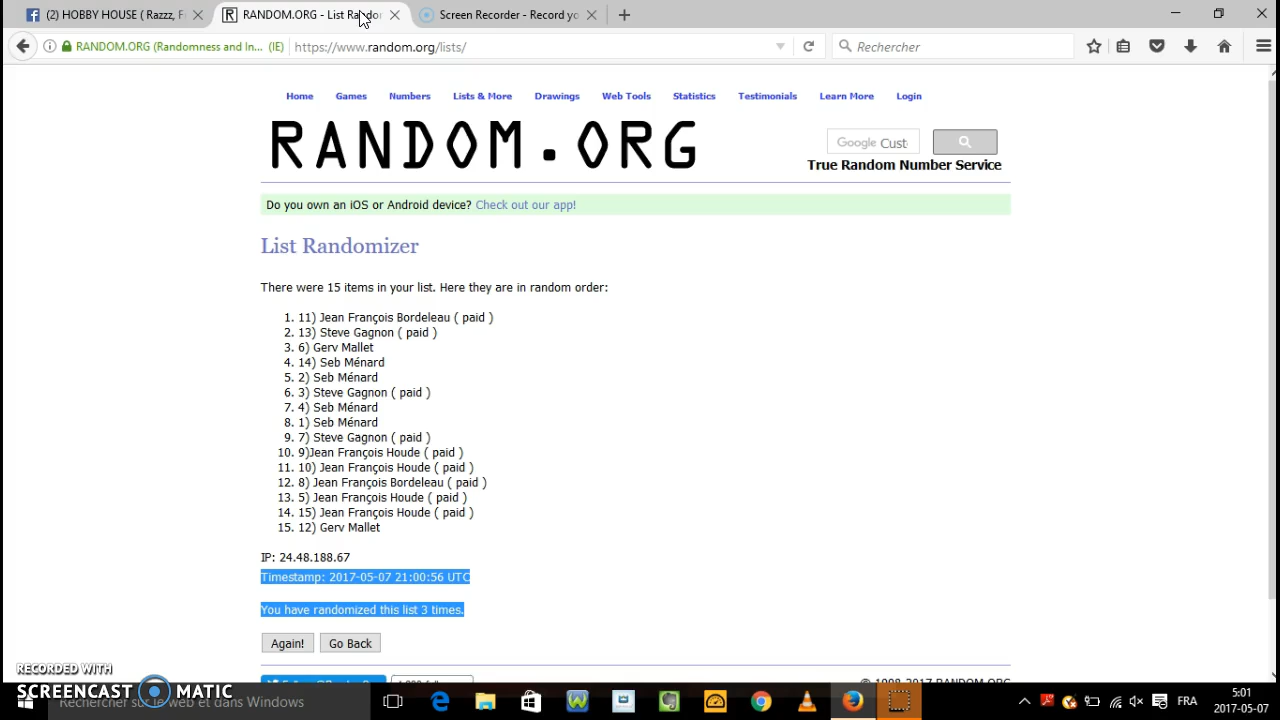 (2) HOBBY HOUSE ( Razzz, F
RANDOM.ORG - List Rando
Screen Recorder - Record yo
RANDOM.ORG (Randomness and In... (IE)
https://www.random.org/lists/
Rechercher
Home Games Numbers Lists & More Drawings Web Tools Statistics Testimonials Learn More Login
RANDOM.ORG
Google Cust
True Random Number Service
Do you own an iOS or Android device? Check out our app!
List Randomizer
There were 15 items in your list. Here they are in random order:
1. 11) Jean François Bordeleau ( paid )
2. 13) Steve Gagnon ( paid )
3. 6) Gerv Mallet
4. 14) Seb Ménard
5. 2) Seb Ménard
6. 3) Steve Gagnon ( paid )
7. 4) Seb Ménard
8. 1) Seb Ménard
9. 7) Steve Gagnon ( paid )
10. 9)Jean François Houde ( paid )
11. 10) Jean François Houde ( paid )
12. 8) Jean François Bordeleau ( paid )
13. 5) Jean François Houde ( paid )
14. 15) Jean François Houde ( paid )
15. 12) Gerv Mallet
IP: 24.48.188.67
Timestamp: 2017-05-07 21:00:56 UTC
You have randomized this list 3 times.
Again! Go Back
RECORDED WITH
SCREENCAST MATIC
© 1998-2017 RANDOM.ORG
Rechercher sur le web et dans Windows
FRA
5:01
2017-05-07